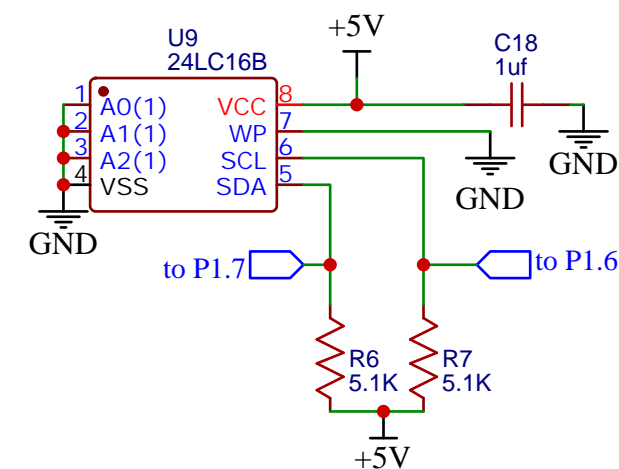 +5V
U9
24LC16B
C18
1uf
1 A0(1) VCC 8
2 A1(1) WP 7
3 A2(1) SCL 6
4 VSS SDA 5
GND
GND
GND
to P1.7
to P1.6
R6
5.1K
R7
5.1K
+5V